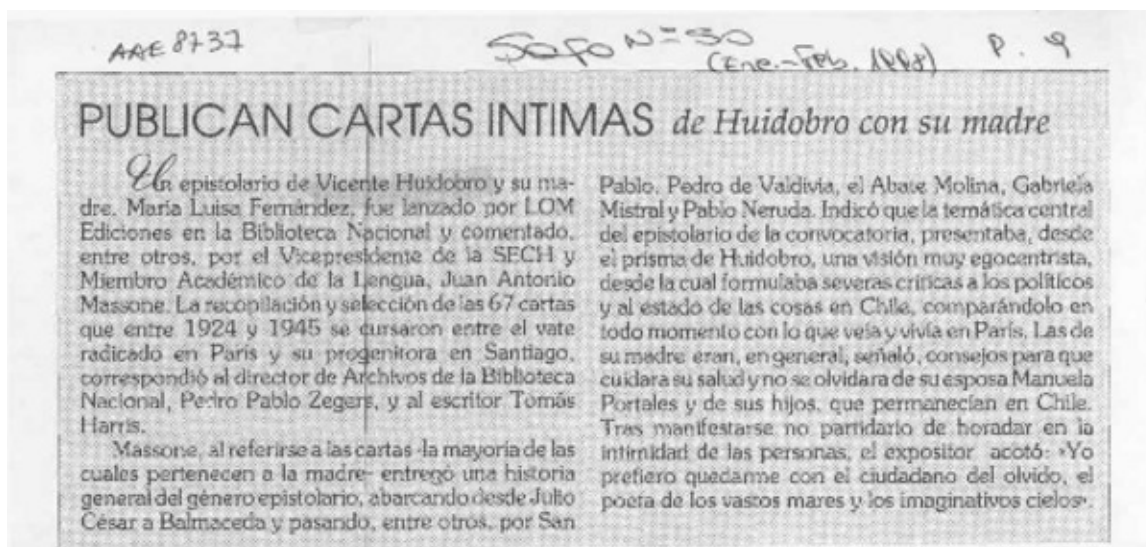 AAE 8737
Safo Nº 30
(Ene.-Feb. 1998)
P. 9
PUBLICAN CARTAS INTIMAS de Huidobro con su madre
Un epistolario de Vicente Huidobro y su ma-
dre, María Luisa Fernández, fue lanzado por LOM
Ediciones en la Biblioteca Nacional y comentado,
entre otros, por el Vicepresidente de la SECH y
Miembro Académico de la Lengua, Juan Antonio
Massone. La recopilación y selección de las 67 cartas
que entre 1924 y 1945 se cursaron entre el vate
radicado en París y su progenitora en Santiago,
correspondió al director de Archivos de la Biblioteca
Nacional, Pedro Pablo Zegers, y al escritor Tomás
Harris.
Massone, al referirse a las cartas -la mayoría de las
cuales pertenecen a la madre- entregó una historia
general del género epistolario, abarcando desde Julio
César a Balmaceda y pasando, entre otros, por San
Pablo, Pedro de Valdivia, el Abate Molina, Gabriela
Mistral y Pablo Neruda. Indicó que la temática central
del epistolario de la convocatoria, presentaba, desde
el prisma de Huidobro, una visión muy egocentrista,
desde la cual formulaba severas críticas a los políticos
y al estado de las cosas en Chile, comparándolo en
todo momento con lo que veía y vivía en París. Las de
su madre eran, en general, señaló, consejos para que
cuidara su salud y no se olvidara de su esposa Manuela
Portales y de sus hijos, que permanecían en Chile.
Tras manifestarse no partidario de horadar en la
intimidad de las personas, el expositor acotó: «Yo
prefiero quedarme con el ciudadano del olvido, el
poeta de los vastos mares y los imaginativos cielos».